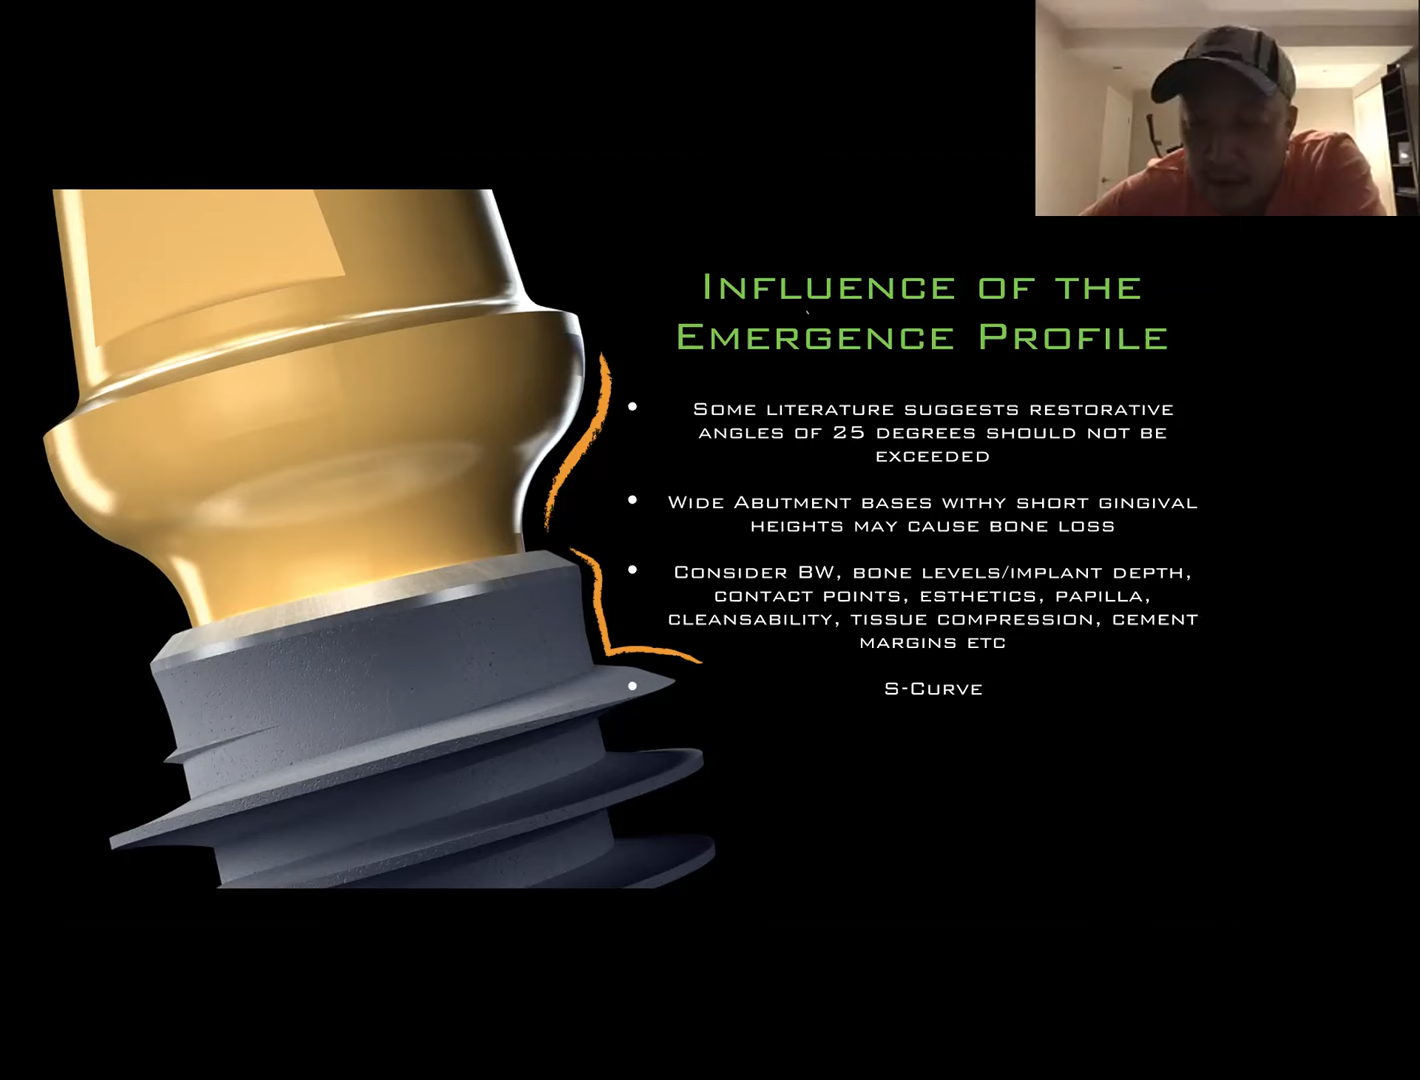 Influence of the
Emergence Profile
Some literature suggests restorative
angles of 25 degrees should not be
exceeded
Wide Abutment bases withy short gingival
heights may cause bone loss
Consider BW, bone levels/implant depth,
contact points, esthetics, papilla,
cleansability, tissue compression, cement
margins etc
S-Curve